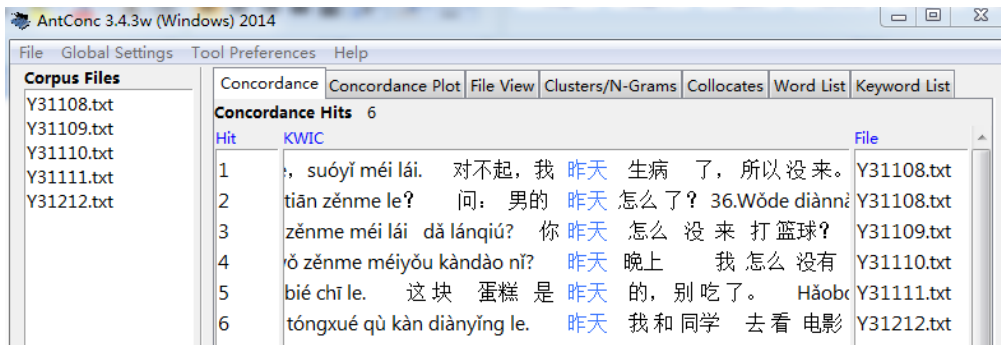 AntConc 3.4.3w (Windows) 2014
File Global Settings Tool Preferences Help
Corpus Files
Y31108.txt
Y31109.txt
Y31110.txt
Y31111.txt
Y31212.txt
Concordance Concordance Plot File View Clusters/N-Grams Collocates Word List Keyword List
Concordance Hits 6
Hit KWIC File
1 , suóyǐ méi lái. 对不起，我 昨天 生病 了，所以没来。 Y31108.txt
2 tiān zěnme le? 问： 男的 昨天 怎么了？ 36.Wǒde diànnǎ Y31108.txt
3 zěnme méi lái dǎ lánqiú? 你 昨天 怎么 没 来 打 篮球？ Y31109.txt
4 wǒ zěnme méiyǒu kàndào nǐ? 昨天 晚上 我 怎么 没有 Y31110.txt
5 bié chī le. 这块 蛋糕 是 昨天 的，别吃了。 Hǎobɑ Y31111.txt
6 tóngxué qù kàn diànyǐng le. 昨天 我和 同学 去看 电影 Y31212.txt